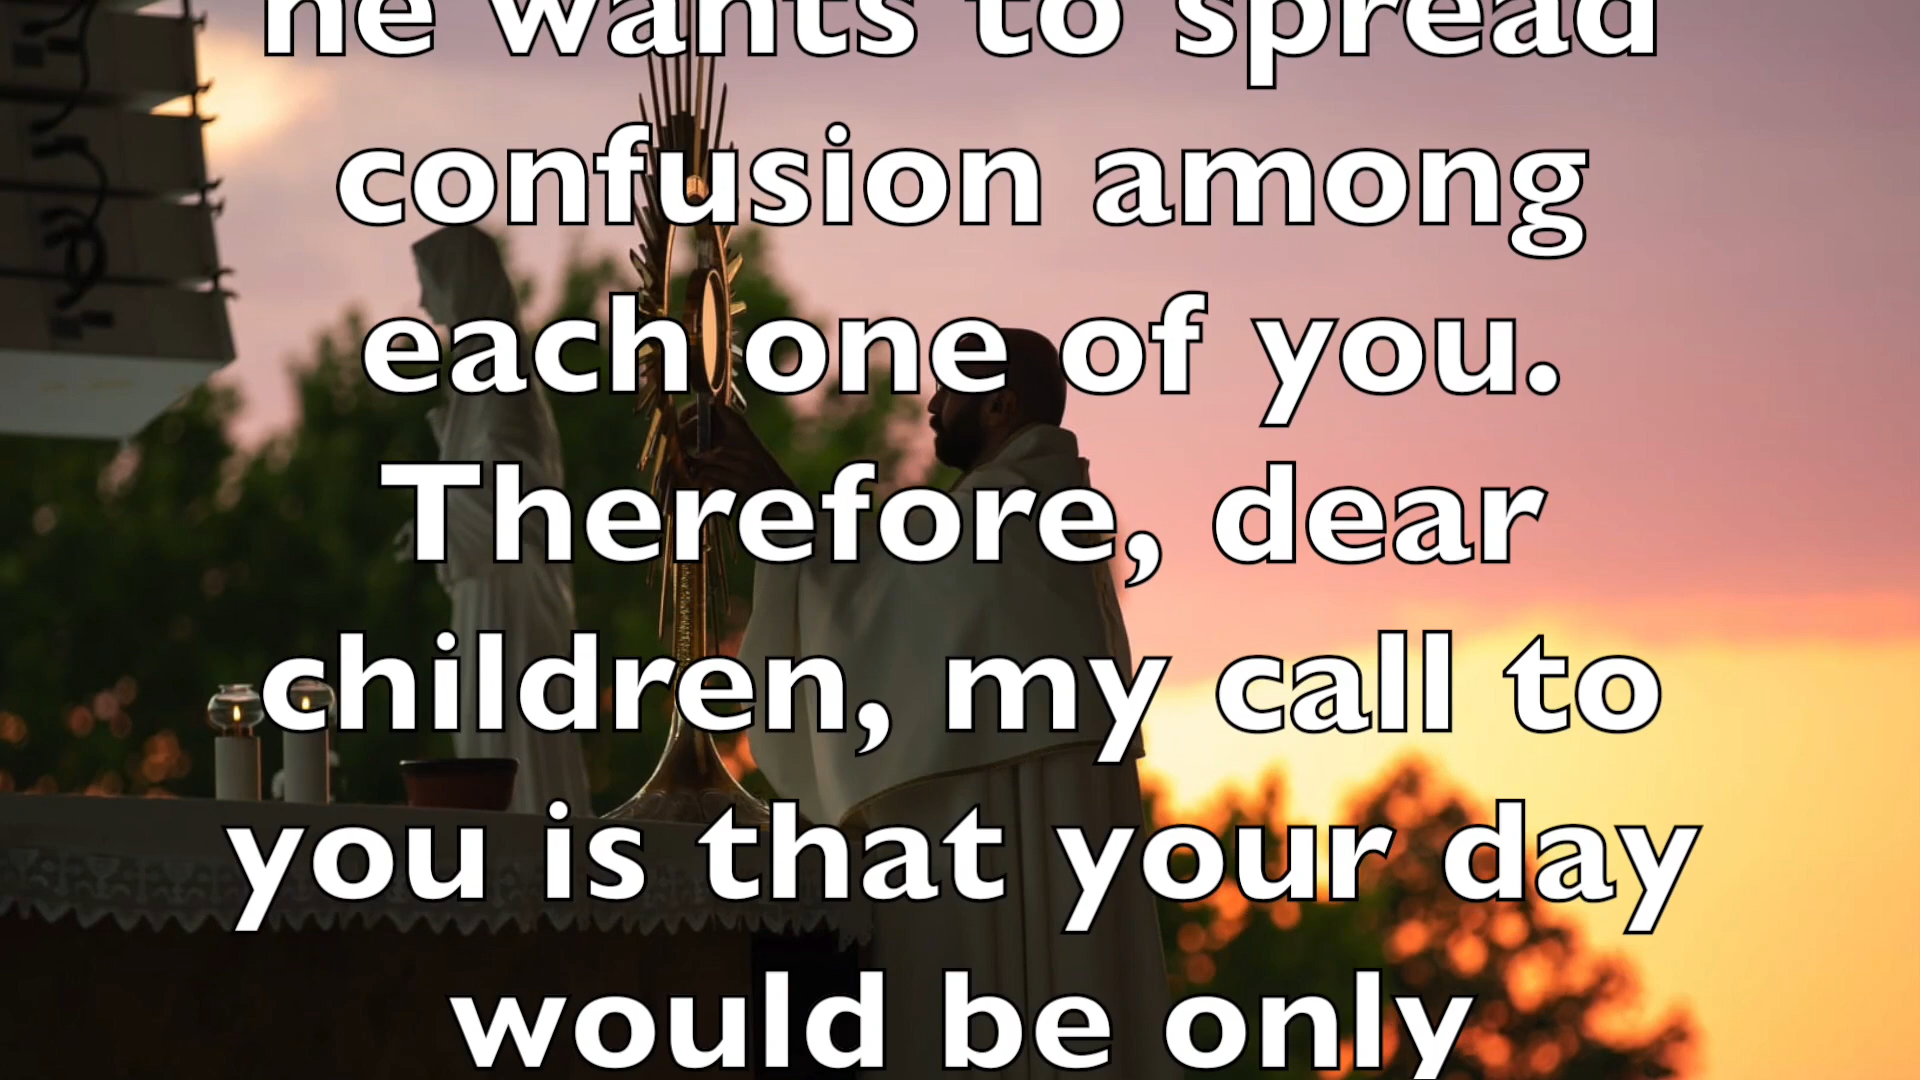 he wants to spread
confusion among
each one of you.
Therefore, dear
children, my call to
you is that your day
would be only